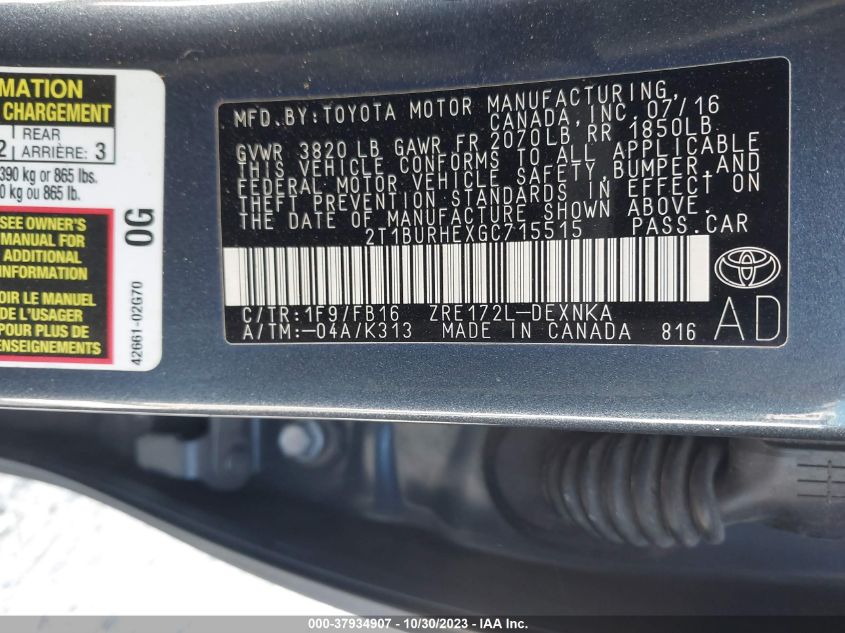 MATION
CHARGEMENT
REAR
2 ARRIÈRE: 3
390 kg or 865 lbs.
0 kg ou 865 lb.
SEE OWNER'S
MANUAL FOR
ADDITIONAL
INFORMATION
VOIR LE MANUEL
DE L'USAGER
POUR PLUS DE
RENSEIGNEMENTS
0G
42661-02G70
MFD.BY:TOYOTA MOTOR MANUFACTURING,
CANADA, INC. 07/16
GVWR 3820 LB GAWR FR 2070LB, RR 1850LB.
THIS VEHICLE CONFORMS TO ALL APPLICABLE
FEDERAL MOTOR VEHICLE SAFETY, BUMPER, AND
THEFT PREVENTION STANDARDS IN EFFECT ON
THE DATE OF MANUFACTURE SHOWN ABOVE.
2T1BURHEXGC715515 PASS.CAR
C/TR:1F9/FB16 ZRE172L-DEXNKA
A/TM:-04A/K313 MADE IN CANADA 816
AD
000-37934907 - 10/30/2023 - IAA Inc.